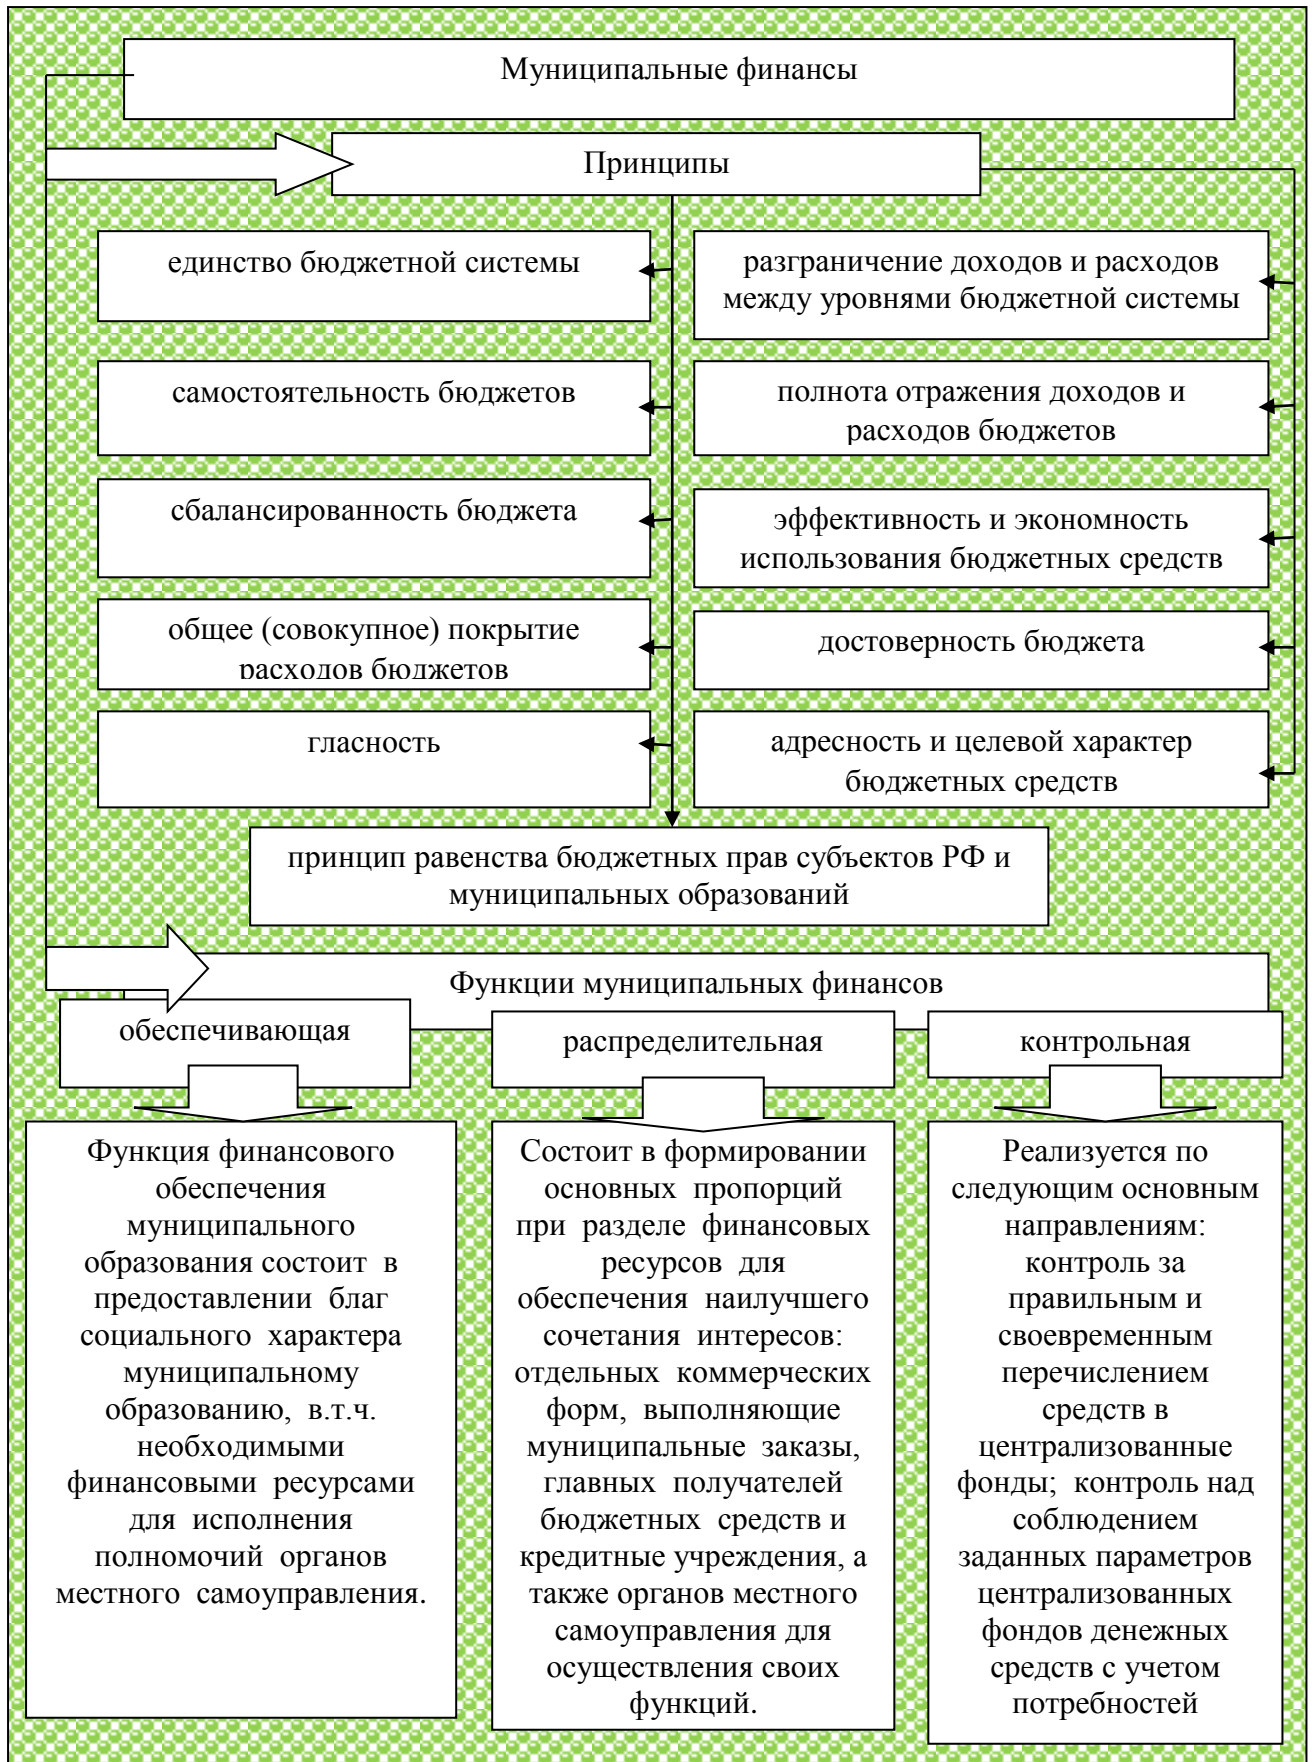 Муниципальные финансы
Принципы
единство бюджетной системы
разграничение доходов и расходов
между уровнями бюджетной системы
самостоятельность бюджетов
полнота отражения доходов и
расходов бюджетов
сбалансированность бюджета
эффективность и экономность
использования бюджетных средств
общее (совокупное) покрытие
расходов бюджетов
достоверность бюджета
гласность
адресность и целевой характер
бюджетных средств
принцип равенства бюджетных прав субъектов РФ и
муниципальных образований
Функции муниципальных финансов
обеспечивающая
Функция финансового
обеспечения
муниципального
образования состоит в
предоставлении благ
социального характера
муниципальному
образованию, в.т.ч.
необходимыми
финансовыми ресурсами
для исполнения
полномочий органов
местного самоуправления.
распределительная
Состоит в формировании
основных пропорций
при разделе финансовых
ресурсов для
обеспечения наилучшего
сочетания интересов:
отдельных коммерческих
форм, выполняющие
муниципальные заказы,
главных получателей
бюджетных средств и
кредитные учреждения, а
также органов местного
самоуправления для
осуществления своих
функций.
контрольная
Реализуется по
следующим основным
направлениям:
контроль за
правильным и
своевременным
перечислением
средств в
централизованные
фонды; контроль над
соблюдением
заданных параметров
централизованных
фондов денежных
средств с учетом
потребностей